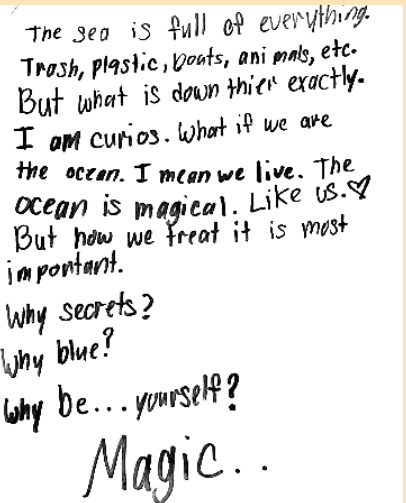 The sea is full of everything.
Trash, plastic, boats, animals, etc.
But what is down thier exactly.
I am curios. What if we are
the ocean. I mean we live. The
ocean is magical. Like us.♡
But how we treat it is most
important.
Why secrets?
Why blue?
Why be... yourself?
Magic..